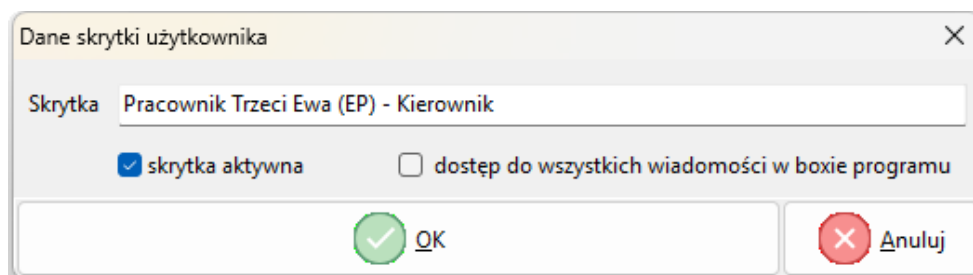 Dane skrytki użytkownika
Skrytka Pracownik Trzeci Ewa (EP) - Kierownik
skrytka aktywna dostęp do wszystkich wiadomości w boxie programu
OK Anuluj